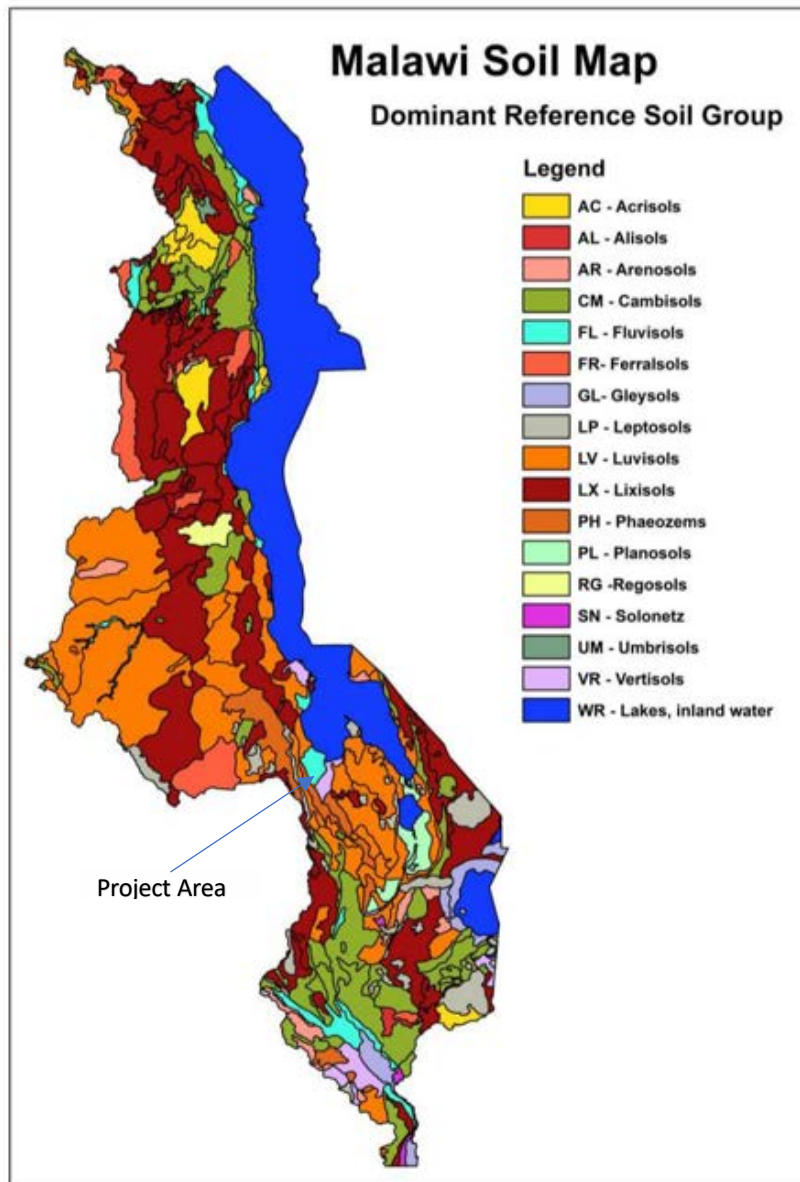 Malawi Soil Map
Dominant Reference Soil Group
Legend
AC - Acrisols
AL - Alisols
AR - Arenosols
CM - Cambisols
FL - Fluvisols
FR- Ferralsols
GL- Gleysols
LP - Leptosols
LV - Luvisols
LX - Lixisols
PH - Phaeozems
PL - Planosols
RG -Regosols
SN - Solonetz
UM - Umbrisols
VR - Vertisols
WR - Lakes, inland water
Project Area